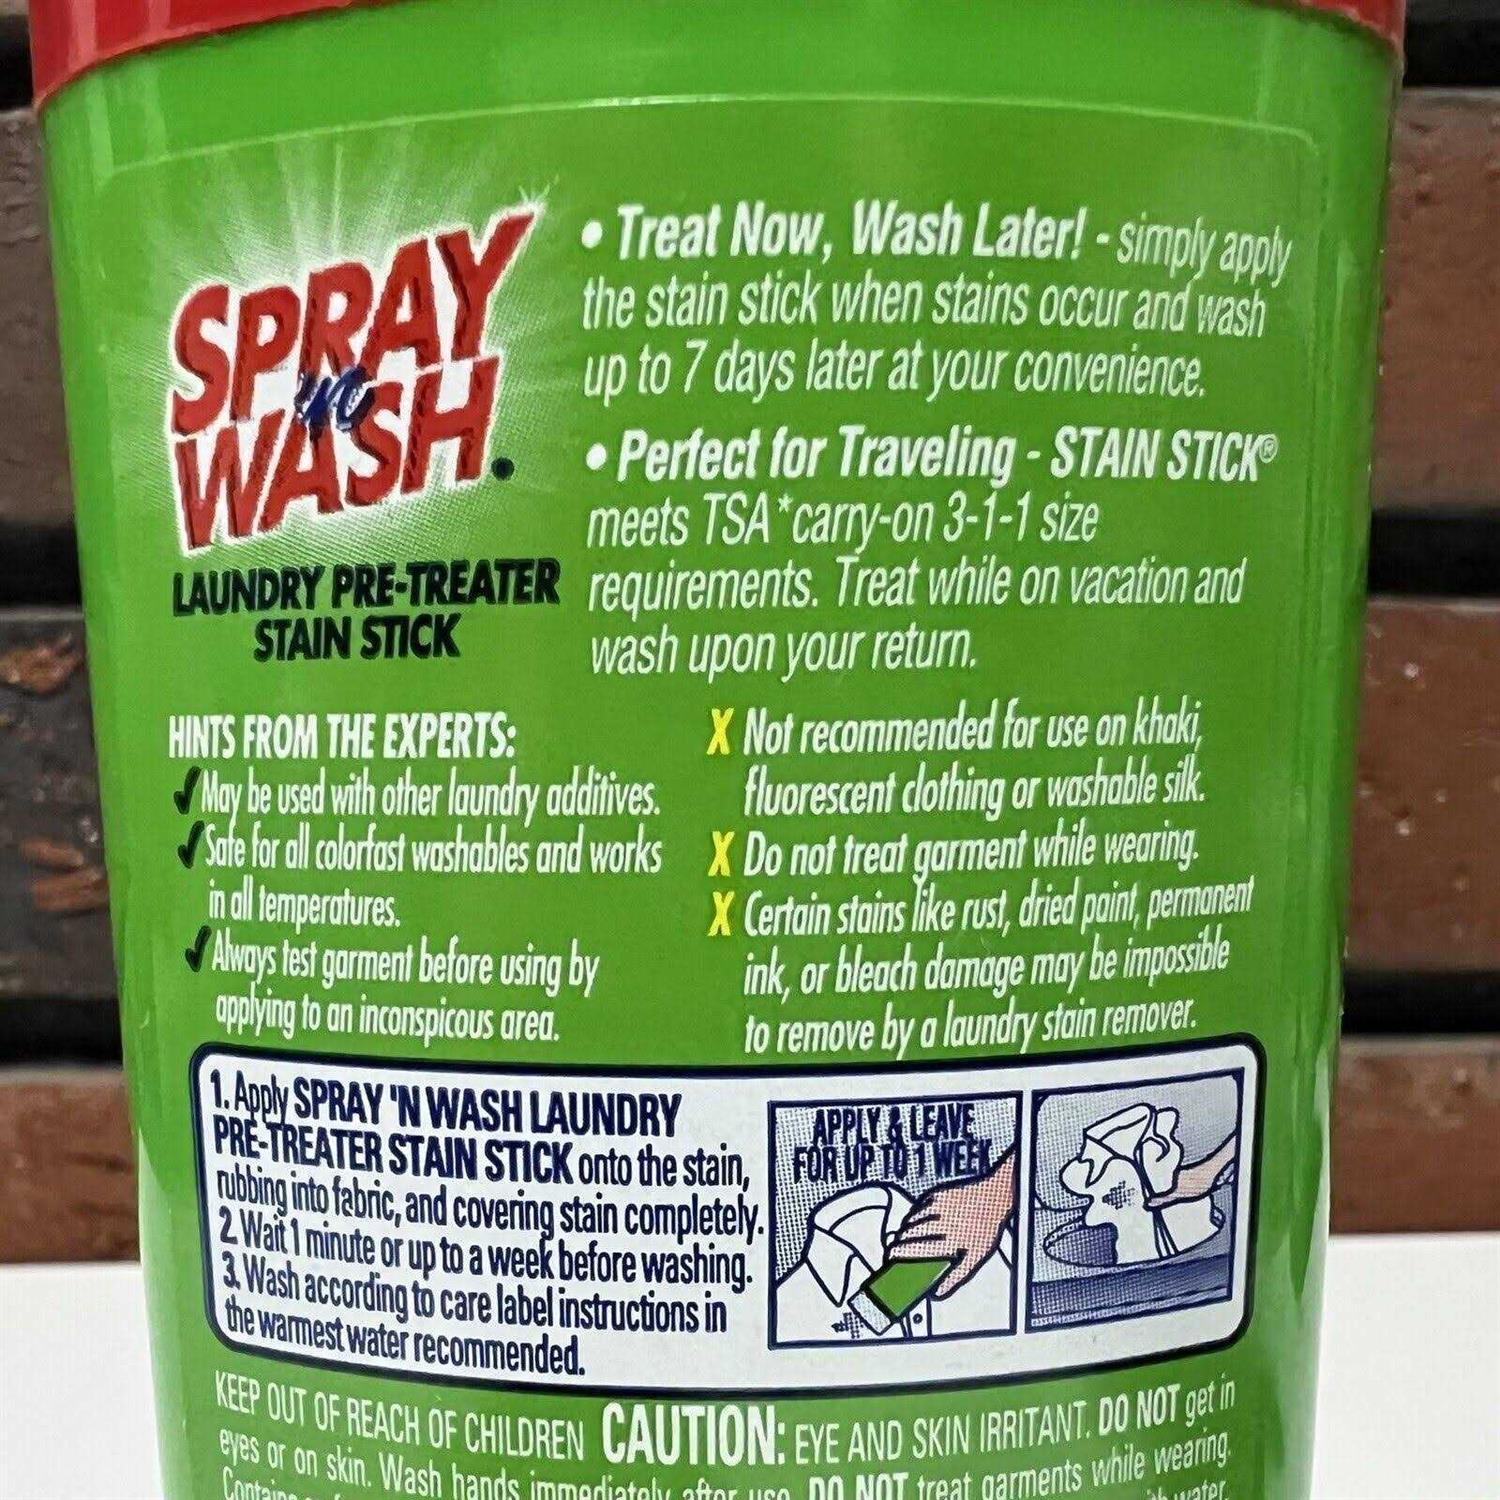 SPRAY
'n
WASH.
LAUNDRY PRE-TREATER
STAIN STICK
• Treat Now, Wash Later! - simply apply
the stain stick when stains occur and wash
up to 7 days later at your convenience.
• Perfect for Traveling - STAIN STICK®
meets TSA*carry-on 3-1-1 size
requirements. Treat while on vacation and
wash upon your return.
HINTS FROM THE EXPERTS:
✓ May be used with other laundry additives.
✓ Safe for all colorfast washables and works
in all temperatures.
✓ Always test garment before using by
applying to an inconspicous area.
X Not recommended for use on khaki,
fluorescent clothing or washable silk.
X Do not treat garment while wearing.
X Certain stains like rust, dried paint, permanent
ink, or bleach damage may be impossible
to remove by a laundry stain remover.
1. Apply SPRAY 'N WASH LAUNDRY
PRE-TREATER STAIN STICK onto the stain,
rubbing into fabric, and covering stain completely.
2. Wait 1 minute or up to a week before washing.
3. Wash according to care label instructions in
the warmest water recommended.
APPLY & LEAVE
FOR UP TO 1 WEEK
KEEP OUT OF REACH OF CHILDREN CAUTION: EYE AND SKIN IRRITANT. DO NOT get in
eyes or on skin. Wash hands immediately after use. DO NOT treat garments while wearing.
Contains water.